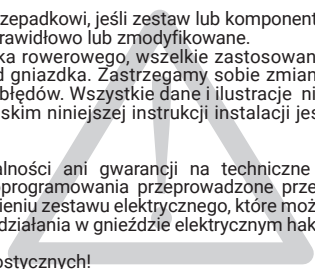 zepadkowi, jeśli zestaw lub komponent
rawidłowo lub zmodyfikowane.
ka rowerowego, wszelkie zastosowan
d gniazdka. Zastrzegamy sobie zmian
błędów. Wszystkie dane i ilustracje ni
skim niniejszej instrukcji instalacji jes
alności ani gwarancji na techniczne
oprogramowania przeprowadzone prze
ieniu zestawu elektrycznego, które moż
działania w gnieździe elektrycznym hak
ostycznych!